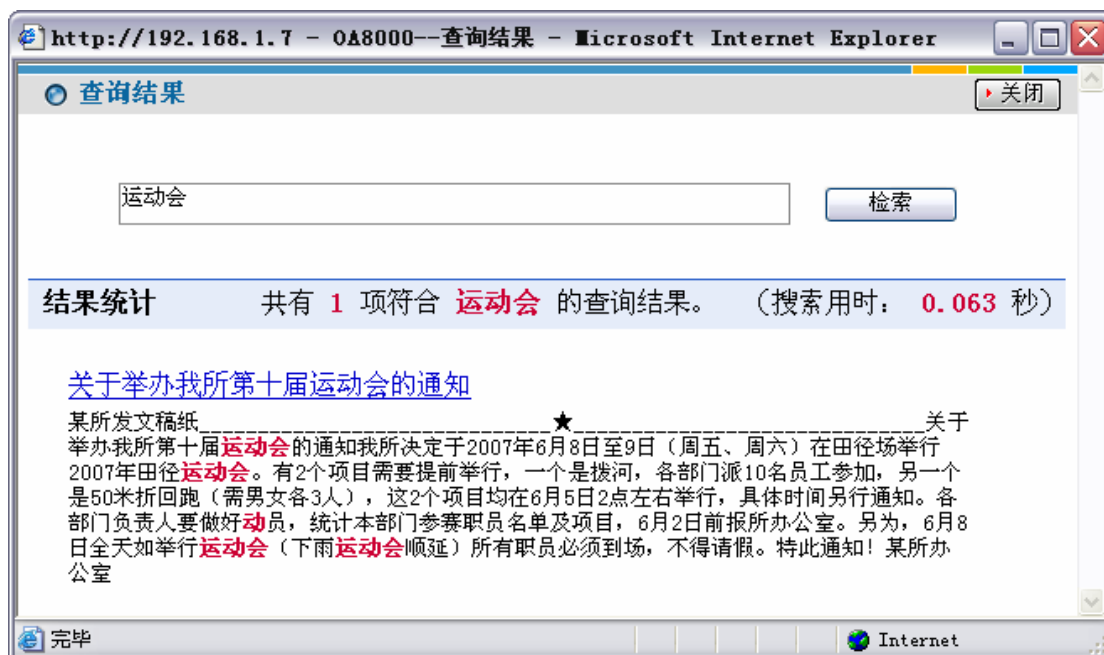 http://192.168.1.7 - OA8000--查询结果 - Microsoft Internet Explorer
查询结果
关闭
运动会
检索
结果统计 共有 1 项符合 运动会 的查询结果。 (搜索用时: 0.063 秒)
关于举办我所第十届运动会的通知
某所发文稿纸________________________________★________________________________关于
举办我所第十届运动会的通知我所决定于2007年6月8日至9日（周五、周六）在田径场举行
2007年田径运动会。有2个项目需要提前举行，一个是拨河，各部门派10名员工参加，另一个
是50米折回跑（需男女各3人），这2个项目均在6月5日2点左右举行，具体时间另行通知。各
部门负责人要做好动员，统计本部门参赛职员名单及项目，6月2日前报所办公室。另为，6月8
日全天如举行运动会（下雨运动会顺延）所有职员必须到场，不得请假。特此通知！某所办
公室
完毕
Internet